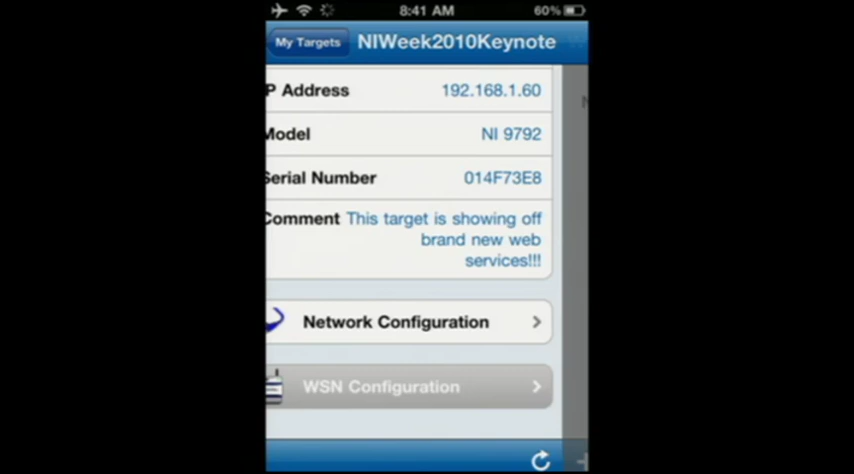 8:41 AM 60%
My Targets NIWeek2010Keynote
P Address 192.168.1.60
Model NI 9792
Serial Number 014F73E8
Comment This target is showing off
brand new web
services!!!
Network Configuration
WSN Configuration